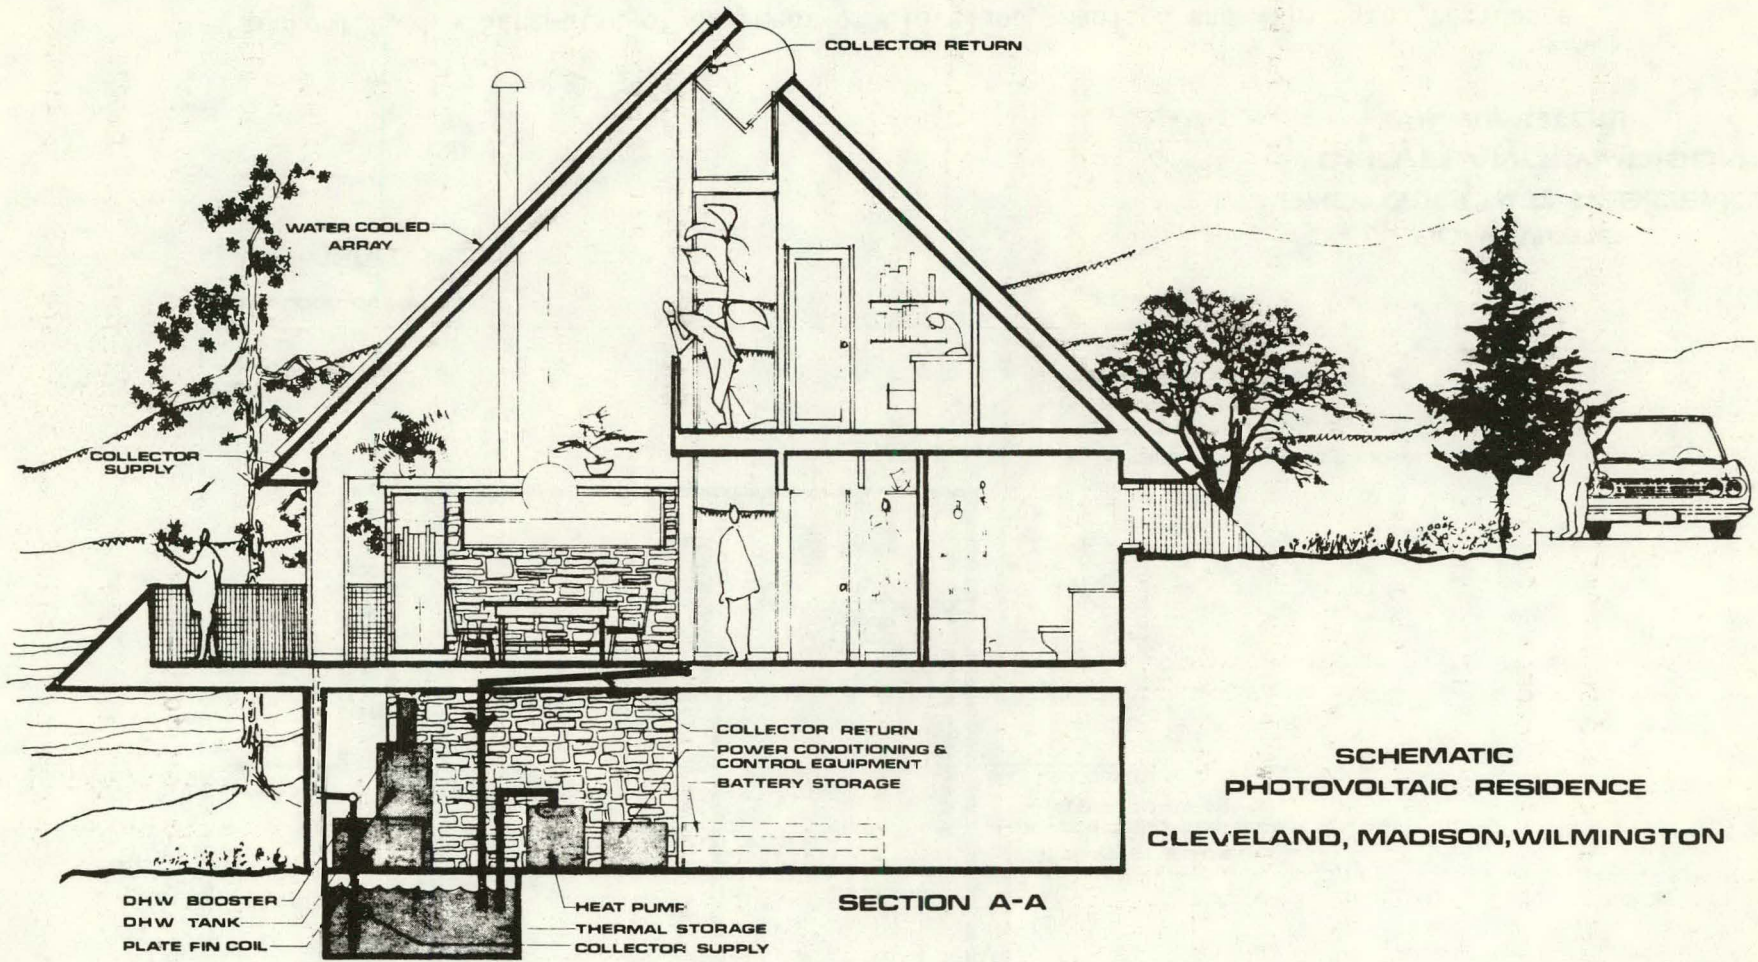 COLLECTOR RETURN
WATER COOLED
ARRAY
COLLECTOR
SUPPLY
COLLECTOR RETURN
POWER CONDITIONING &
CONTROL EQUIPMENT
BATTERY STORAGE
SCHEMATIC
PHOTOVOLTAIC RESIDENCE
CLEVELAND, MADISON, WILMINGTON
DHW BOOSTER
DHW TANK
PLATE FIN COIL
HEAT PUMP
THERMAL STORAGE
COLLECTOR SUPPLY
SECTION A-A